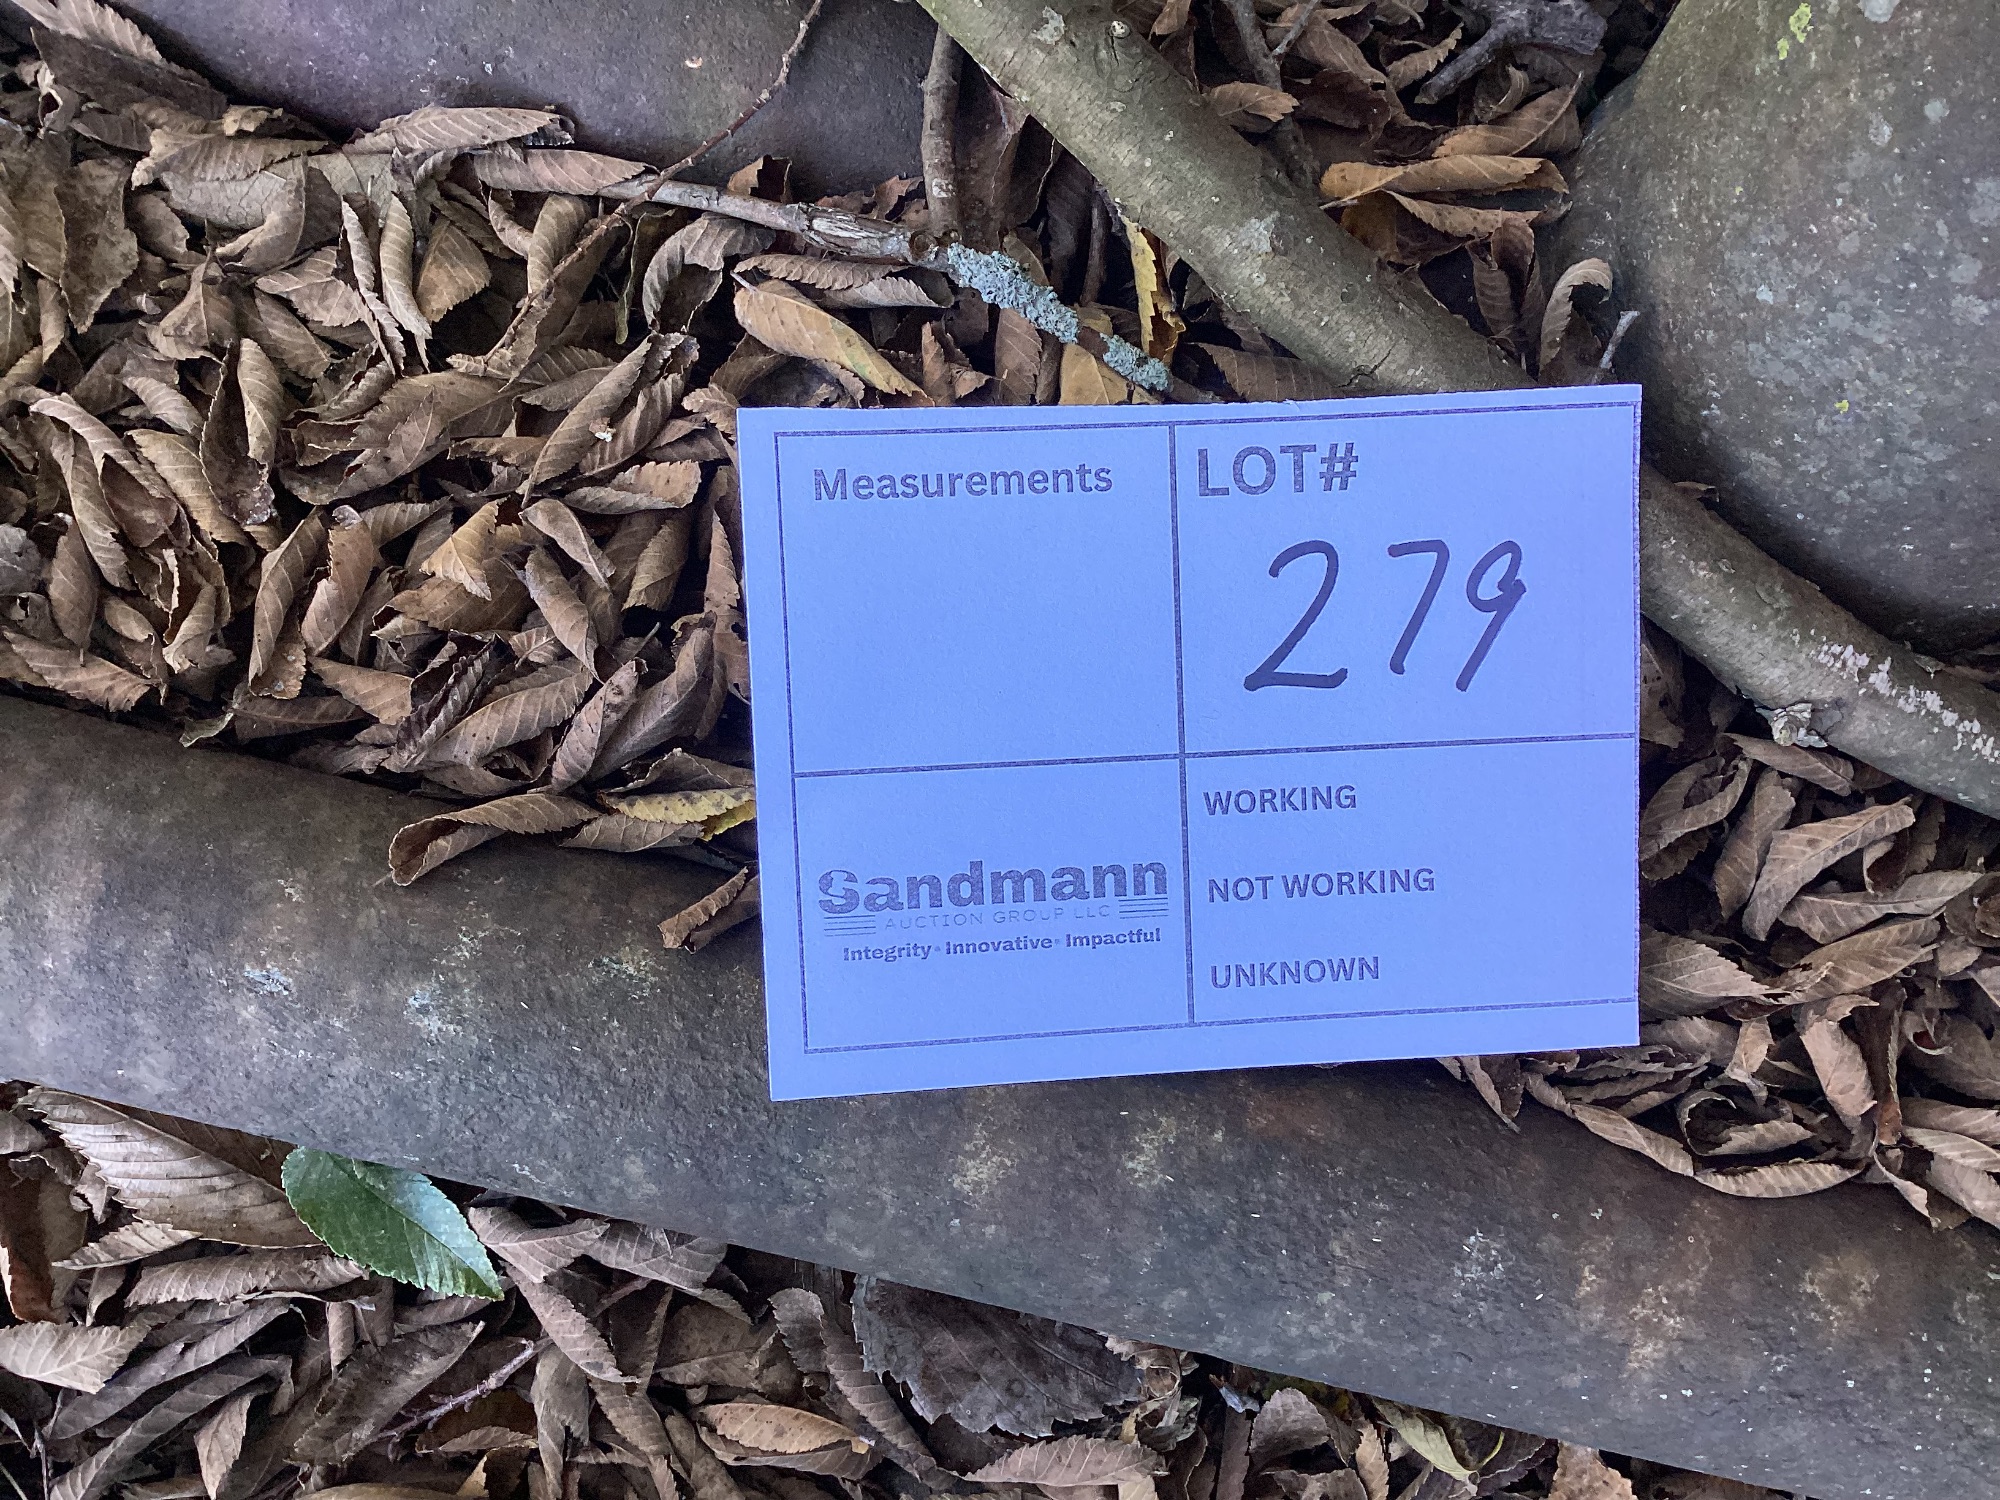 Measurements
LOT#
279
Sandmann
AUCTION GROUP LLC
Integrity • Innovative • Impactful
WORKING
NOT WORKING
UNKNOWN